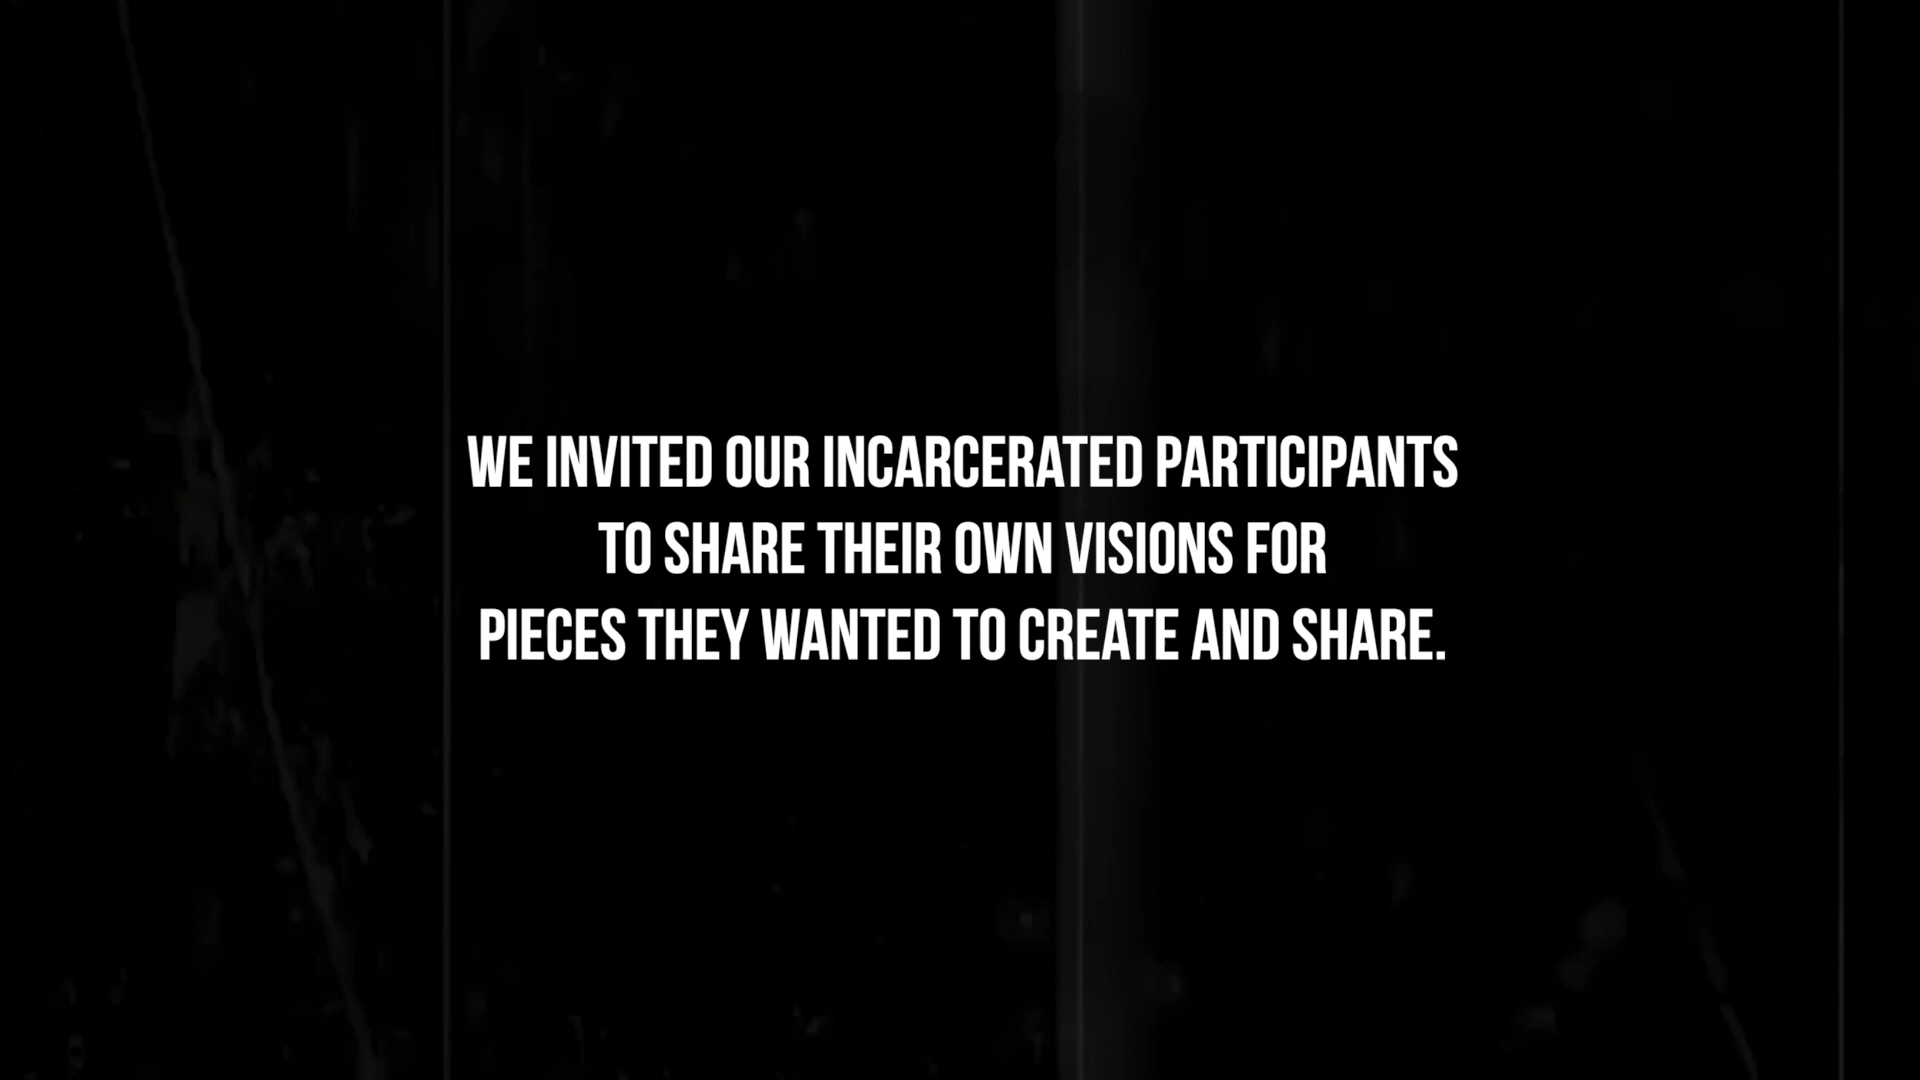 WE INVITED OUR INCARCERATED PARTICIPANTS
TO SHARE THEIR OWN VISIONS FOR
PIECES THEY WANTED TO CREATE AND SHARE.